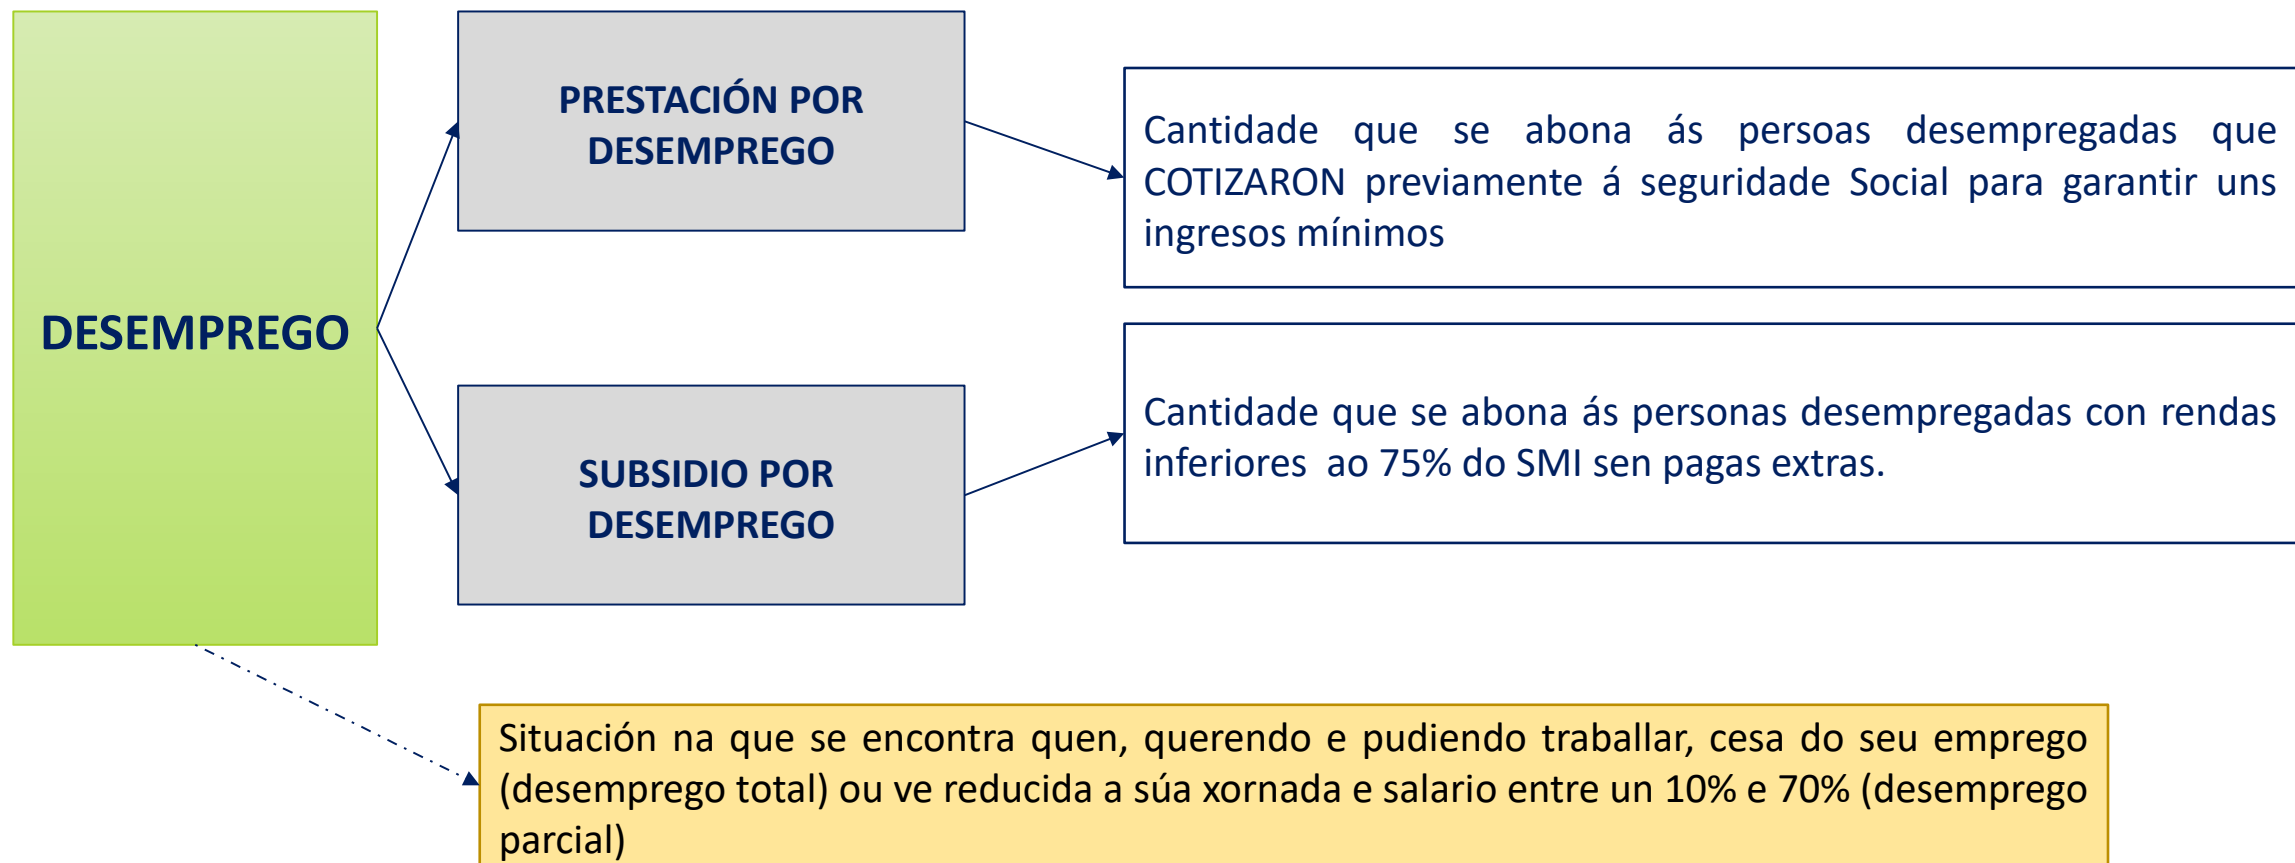 DESEMPREGO
PRESTACIÓN POR
DESEMPREGO
Cantidade que se abona ás persoas desempregadas que
COTIZARON previamente á seguridade Social para garantir uns
ingresos mínimos
SUBSIDIO POR
DESEMPREGO
Cantidade que se abona ás personas desempregadas con rendas
inferiores ao 75% do SMI sen pagas extras.
Situación na que se encontra quen, querendo e pudiendo traballar, cesa do seu emprego
(desemprego total) ou ve reducida a súa xornada e salario entre un 10% e 70% (desemprego
parcial)